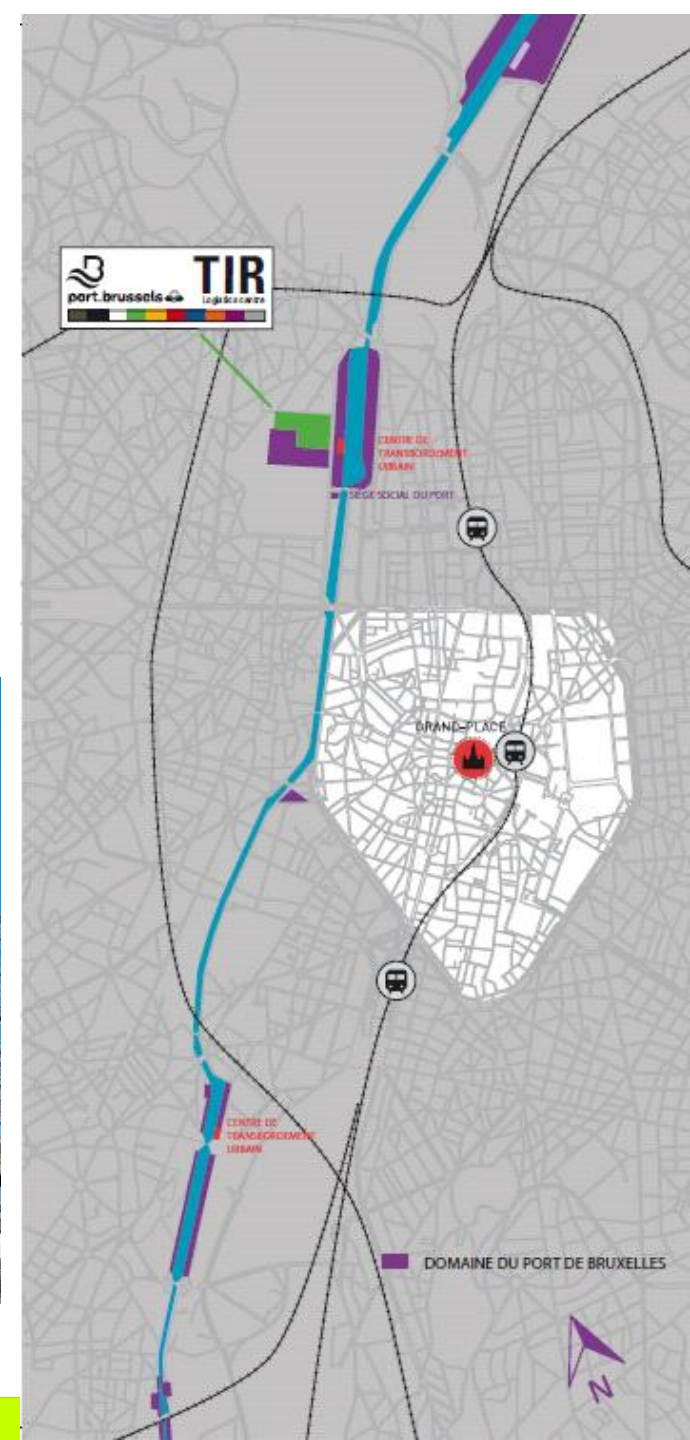 port.brussels
TIR
Logistics centre
CENTRE DE
TRANSBORDEMENT
URBAIN
SIÈGE SOCIAL DU PORT
GRAND-PLACE
CENTRE DE
TRANSBORDEMENT
URBAIN
DOMAINE DU PORT DE BRUXELLES
N